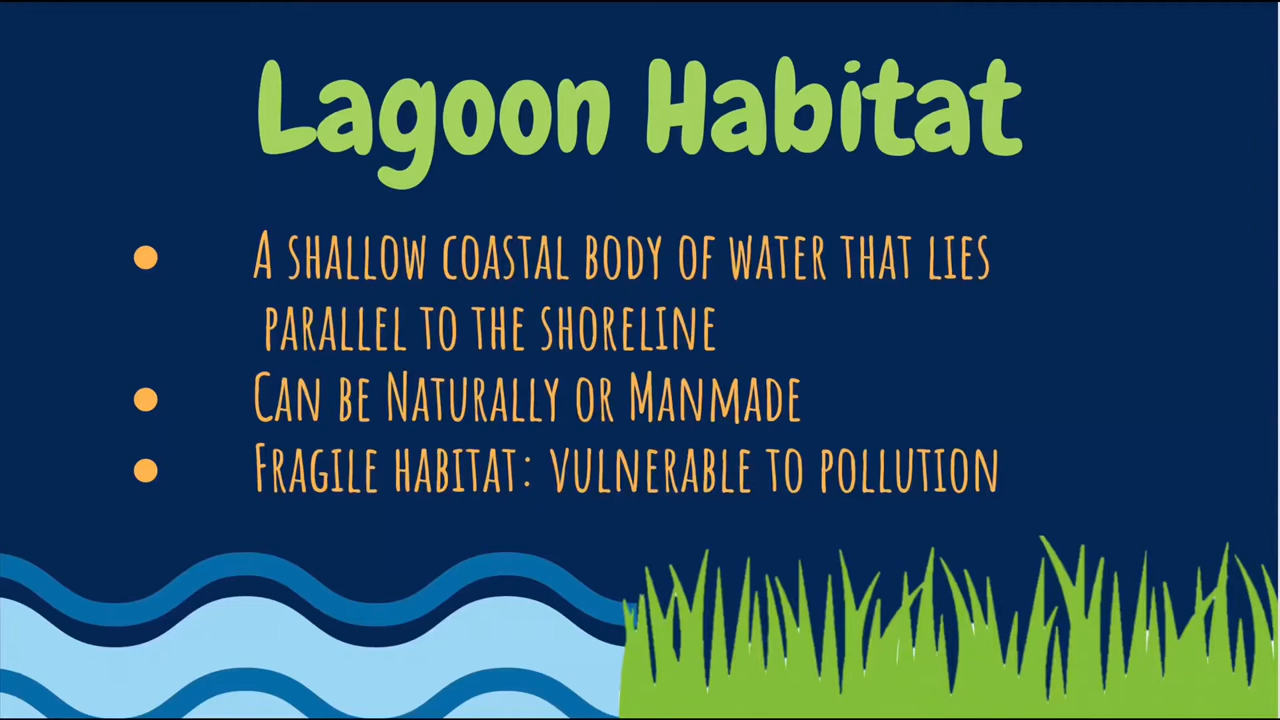 Lagoon Habitat
● A shallow coastal body of water that lies
parallel to the shoreline
● Can be Naturally or Manmade
● Fragile habitat: vulnerable to pollution